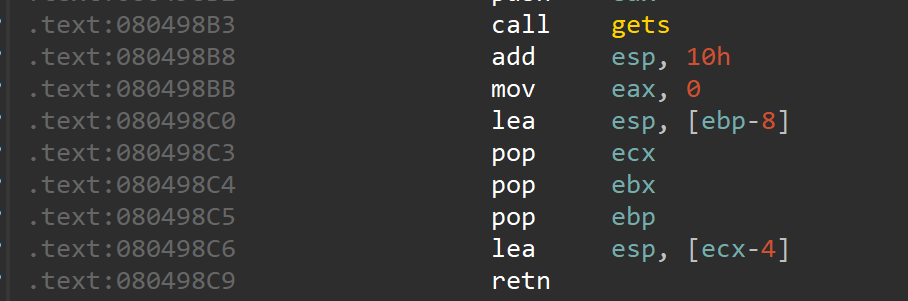 .text:080498B3 call gets
.text:080498B8 add esp, 10h
.text:080498BB mov eax, 0
.text:080498C0 lea esp, [ebp-8]
.text:080498C3 pop ecx
.text:080498C4 pop ebx
.text:080498C5 pop ebp
.text:080498C6 lea esp, [ecx-4]
.text:080498C9 retn